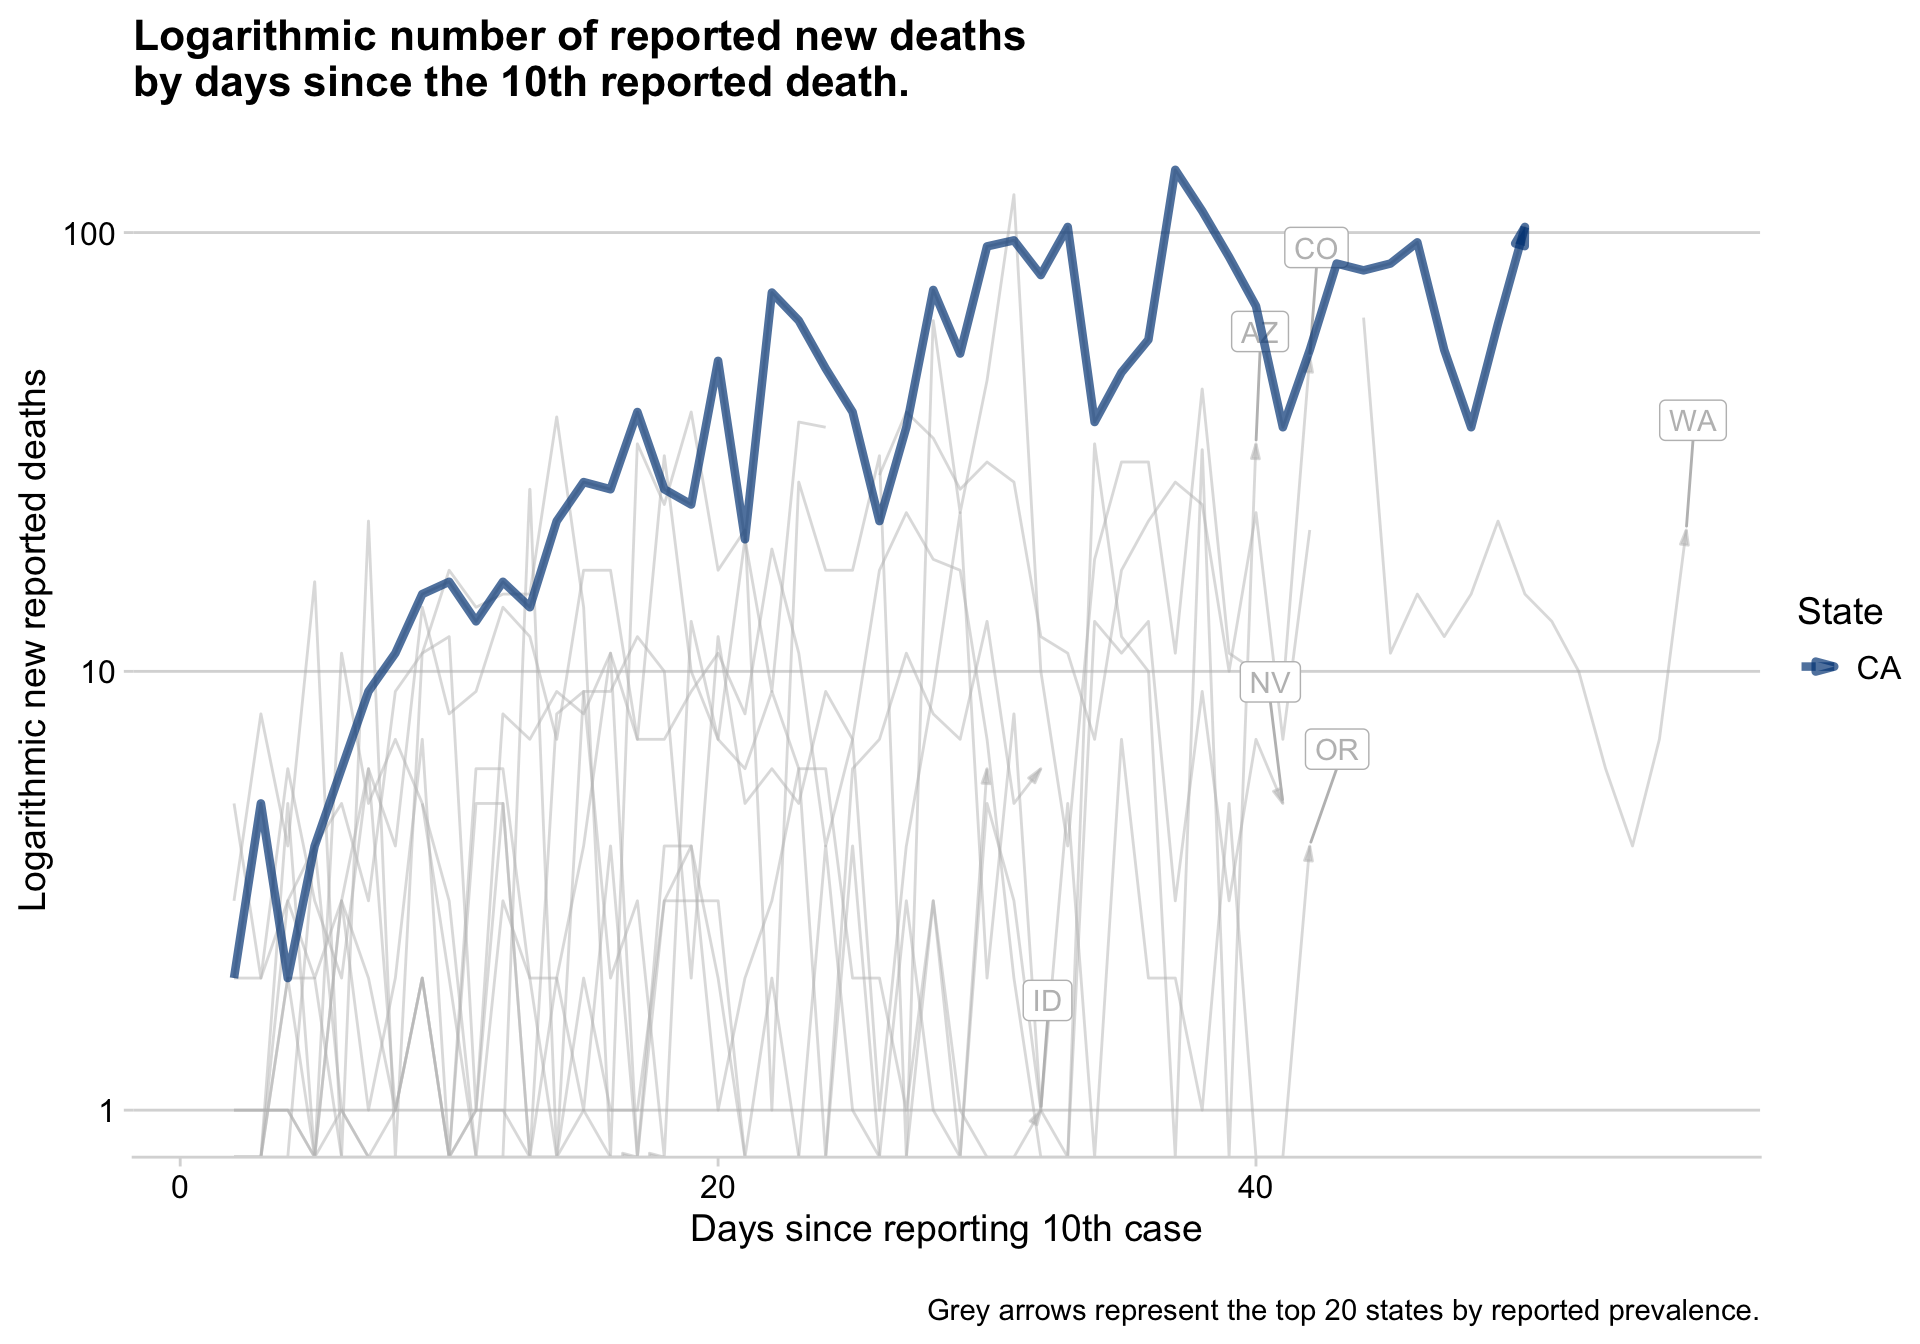 Logarithmic number of reported new deaths
by days since the 10th reported death.
Logarithmic new reported deaths
100
10
1
CO
AZ
WA
NV
OR
ID
State
CA
0
20
40
Days since reporting 10th case
Grey arrows represent the top 20 states by reported prevalence.